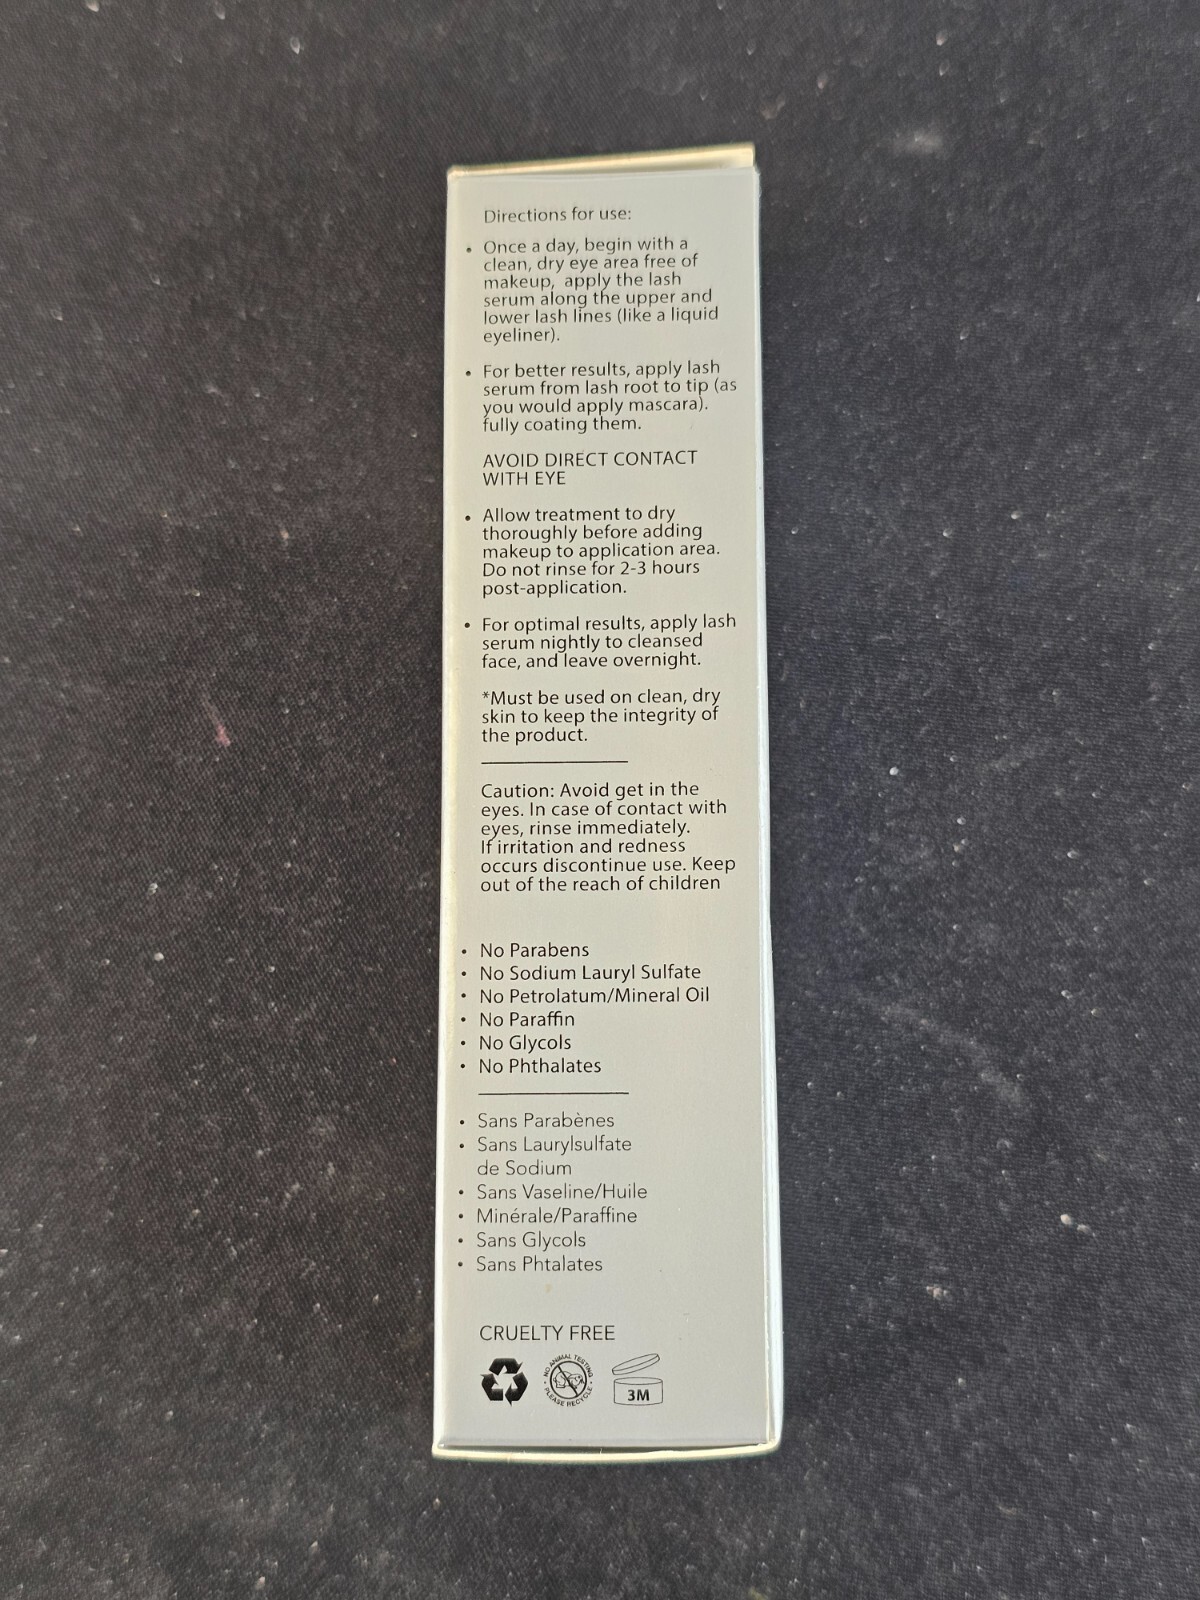 Directions for use:
• Once a day, begin with a
clean, dry eye area free of
makeup, apply the lash
serum along the upper and
lower lash lines (like a liquid
eyeliner).
• For better results, apply lash
serum from lash root to tip (as
you would apply mascara).
fully coating them.
AVOID DIRECT CONTACT
WITH EYE
• Allow treatment to dry
thoroughly before adding
makeup to application area.
Do not rinse for 2-3 hours
post-application.
• For optimal results, apply lash
serum nightly to cleansed
face, and leave overnight.
*Must be used on clean, dry
skin to keep the integrity of
the product.
Caution: Avoid get in the
eyes. In case of contact with
eyes, rinse immediately.
If irritation and redness
occurs discontinue use. Keep
out of the reach of children
• No Parabens
• No Sodium Lauryl Sulfate
• No Petrolatum/Mineral Oil
• No Paraffin
• No Glycols
• No Phthalates
• Sans Parabènes
• Sans Laurylsulfate
de Sodium
• Sans Vaseline/Huile
• Minérale/Paraffine
• Sans Glycols
• Sans Phtalates
CRUELTY FREE
NO ANIMAL TESTING
PLEASE RECYCLE
3M